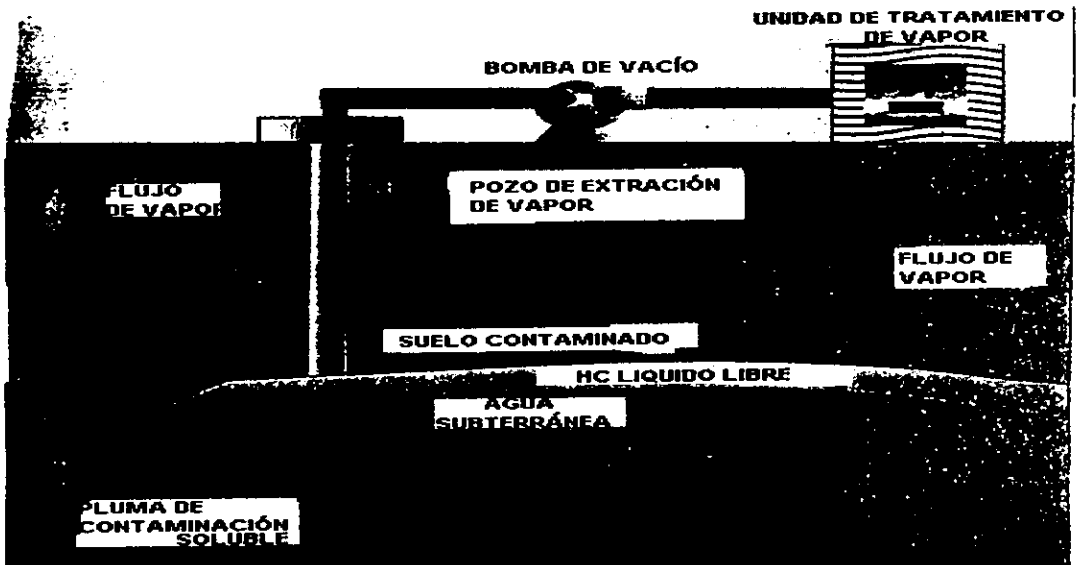 UNIDAD DE TRATAMIENTO
DE VAPOR
BOMBA DE VACÍO
FLUJO
DE VAPOR
POZO DE EXTRACIÓN
DE VAPOR
FLUJO DE
VAPOR
SUELO CONTAMINADO
HC LIQUIDO LIBRE
AGUA
SUBTERRÁNEA
PLUMA DE
CONTAMINACIÓN
SOLUBLE